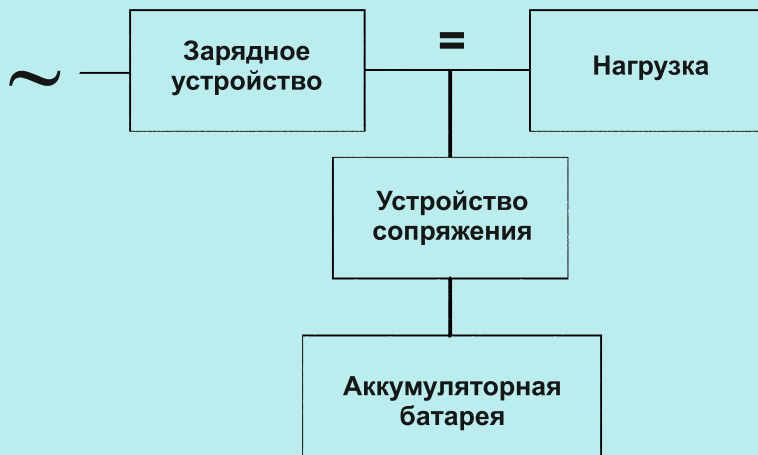 ~
Зарядное
устройство
=
Нагрузка
Устройство
сопряжения
Аккумуляторная
батарея